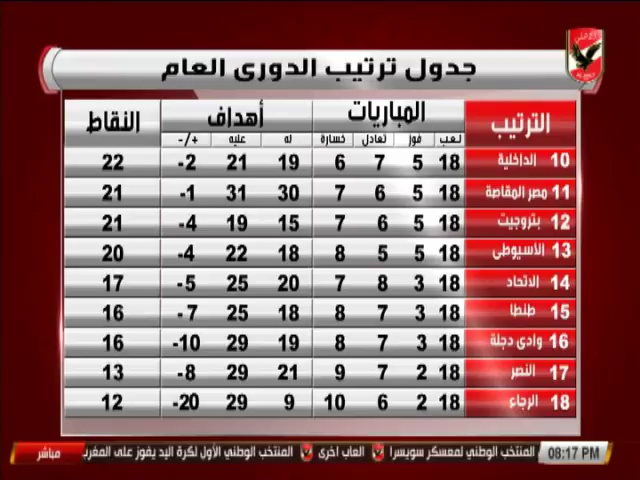 جدول ترتيب الدورى العام
الترتيب المباريات أهداف النقاط
لعب فوز تعادل خسارة له عليه +/-
10 الداخلية 18 5 7 6 19 21 -2 22
11 مصر المقاصة 18 5 6 7 30 31 -1 21
12 بتروجيت 18 5 6 7 15 19 -4 21
13 الأسيوطى 18 5 5 8 18 22 -4 20
14 الاتحاد 18 3 8 7 20 25 -5 17
15 طنطا 18 3 7 8 18 25 -7 16
16 وادى دجلة 18 3 7 8 19 29 -10 16
17 النصر 18 2 7 9 21 29 -8 13
18 الرجاء 18 2 6 10 9 29 -20 12
08:17 PM المنتخب الوطني لمعسكر سويسرا العاب اخرى المنتخب الوطني الأول لكرة اليد يفوز على المغرب مباشر